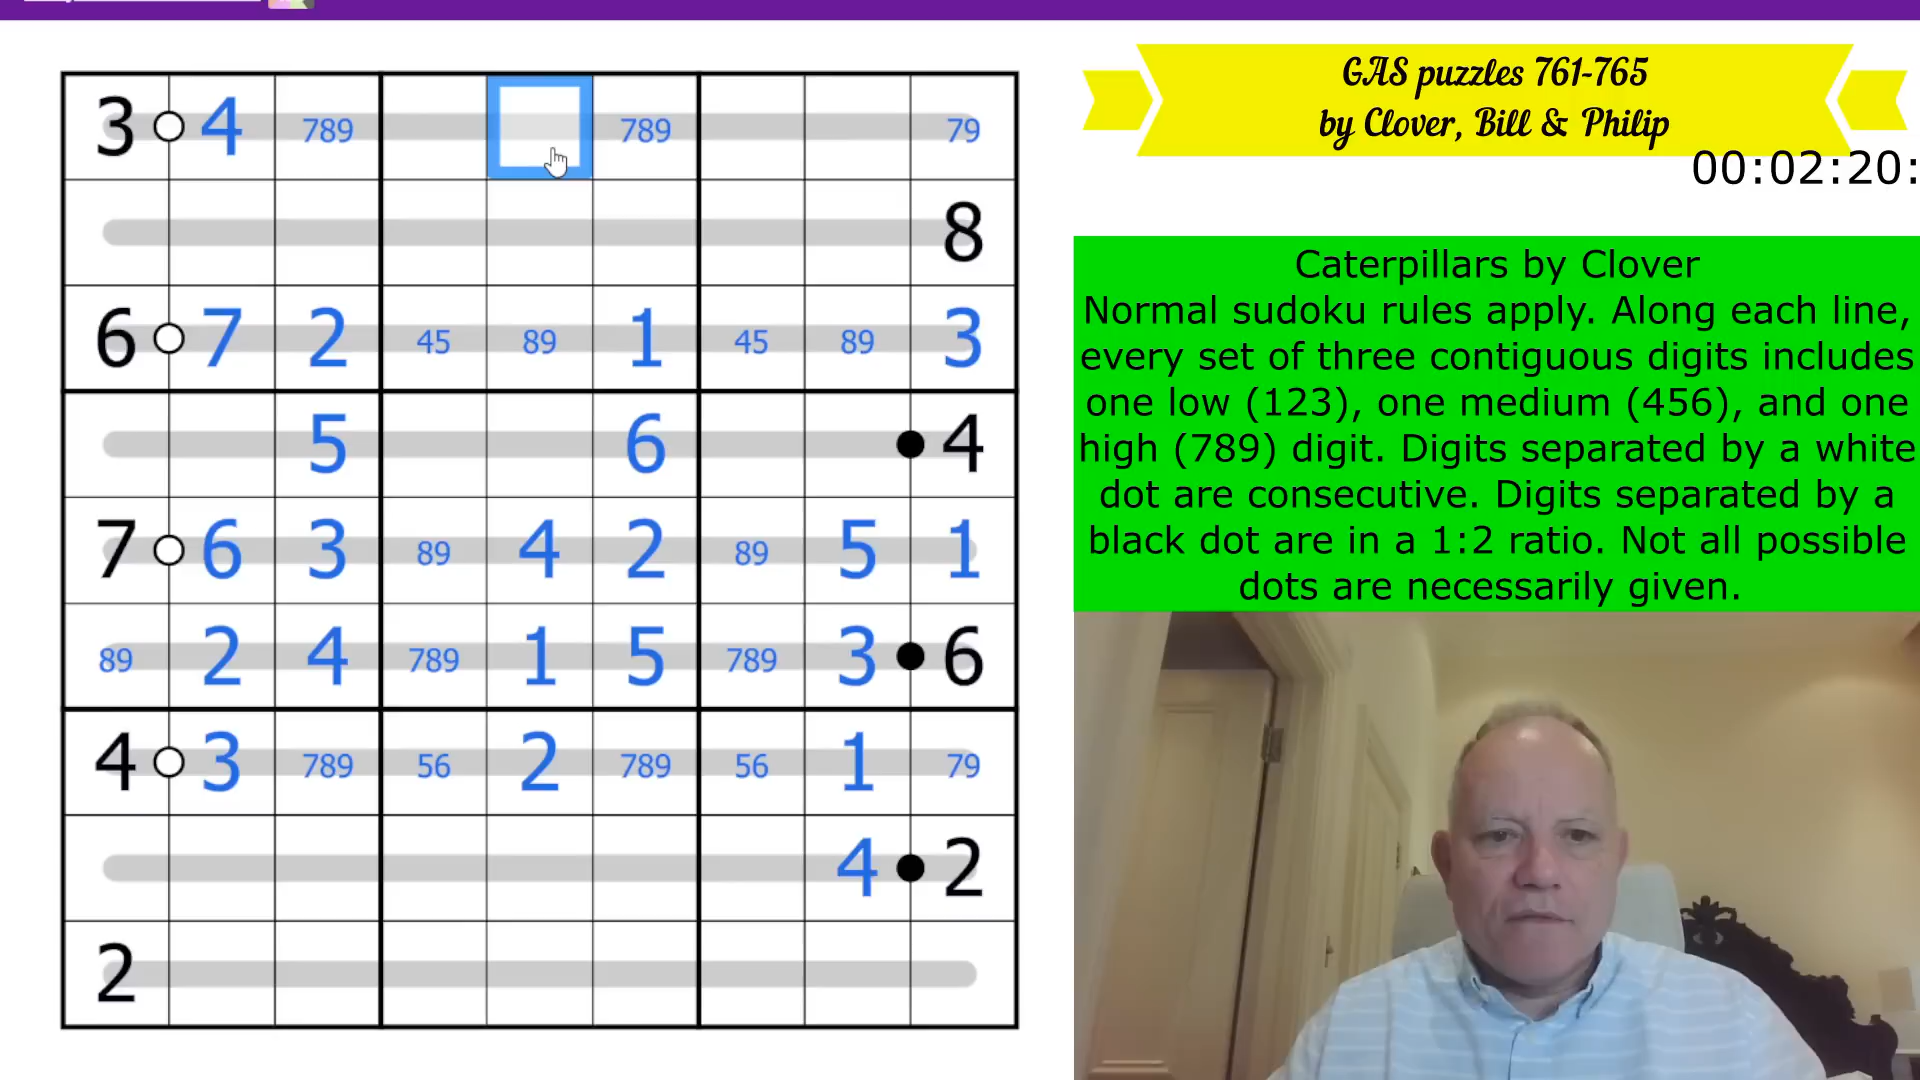 GAS puzzles 761-765
by Clover, Bill & Philip
00:02:20:
Caterpillars by Clover
Normal sudoku rules apply. Along each line,
every set of three contiguous digits includes
one low (123), one medium (456), and one
high (789) digit. Digits separated by a white
dot are consecutive. Digits separated by a
black dot are in a 1:2 ratio. Not all possible
dots are necessarily given.
3 4 789 789 79
8
6 7 2 45 89 1 45 89 3
5 6 4
7 6 3 89 4 2 89 5 1
89 2 4 789 1 5 789 3 6
4 3 789 56 2 789 56 1 79
4 2
2